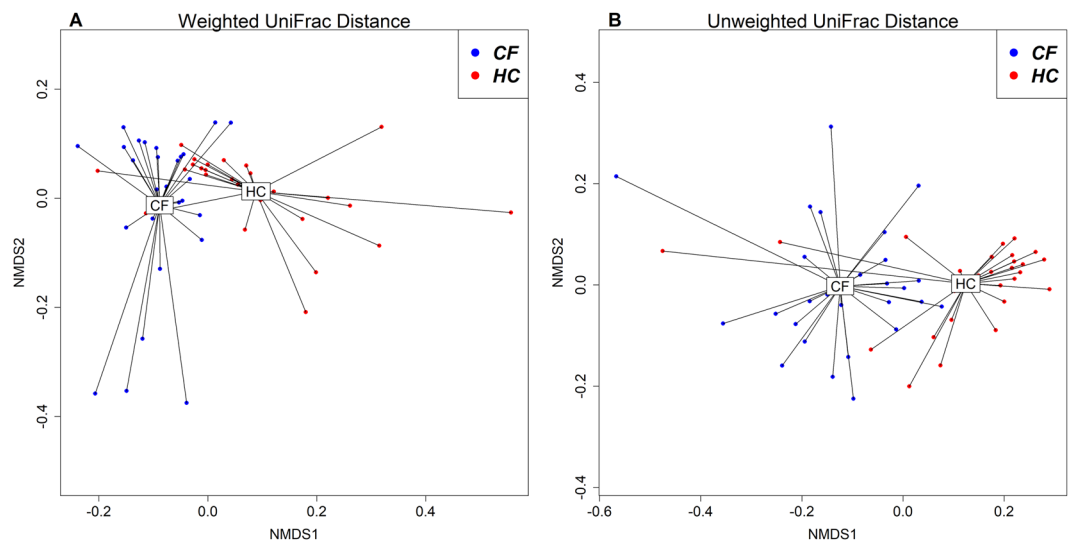 A Weighted UniFrac Distance
CF
HC
0.2
0.0
-0.2
-0.4
NMDS2
CF
HC
-0.2 0.0 0.2 0.4
NMDS1
B Unweighted UniFrac Distance
CF
HC
0.4
0.2
0.0
-0.2
-0.4
NMDS2
CF
HC
-0.6 -0.4 -0.2 0.0 0.2
NMDS1